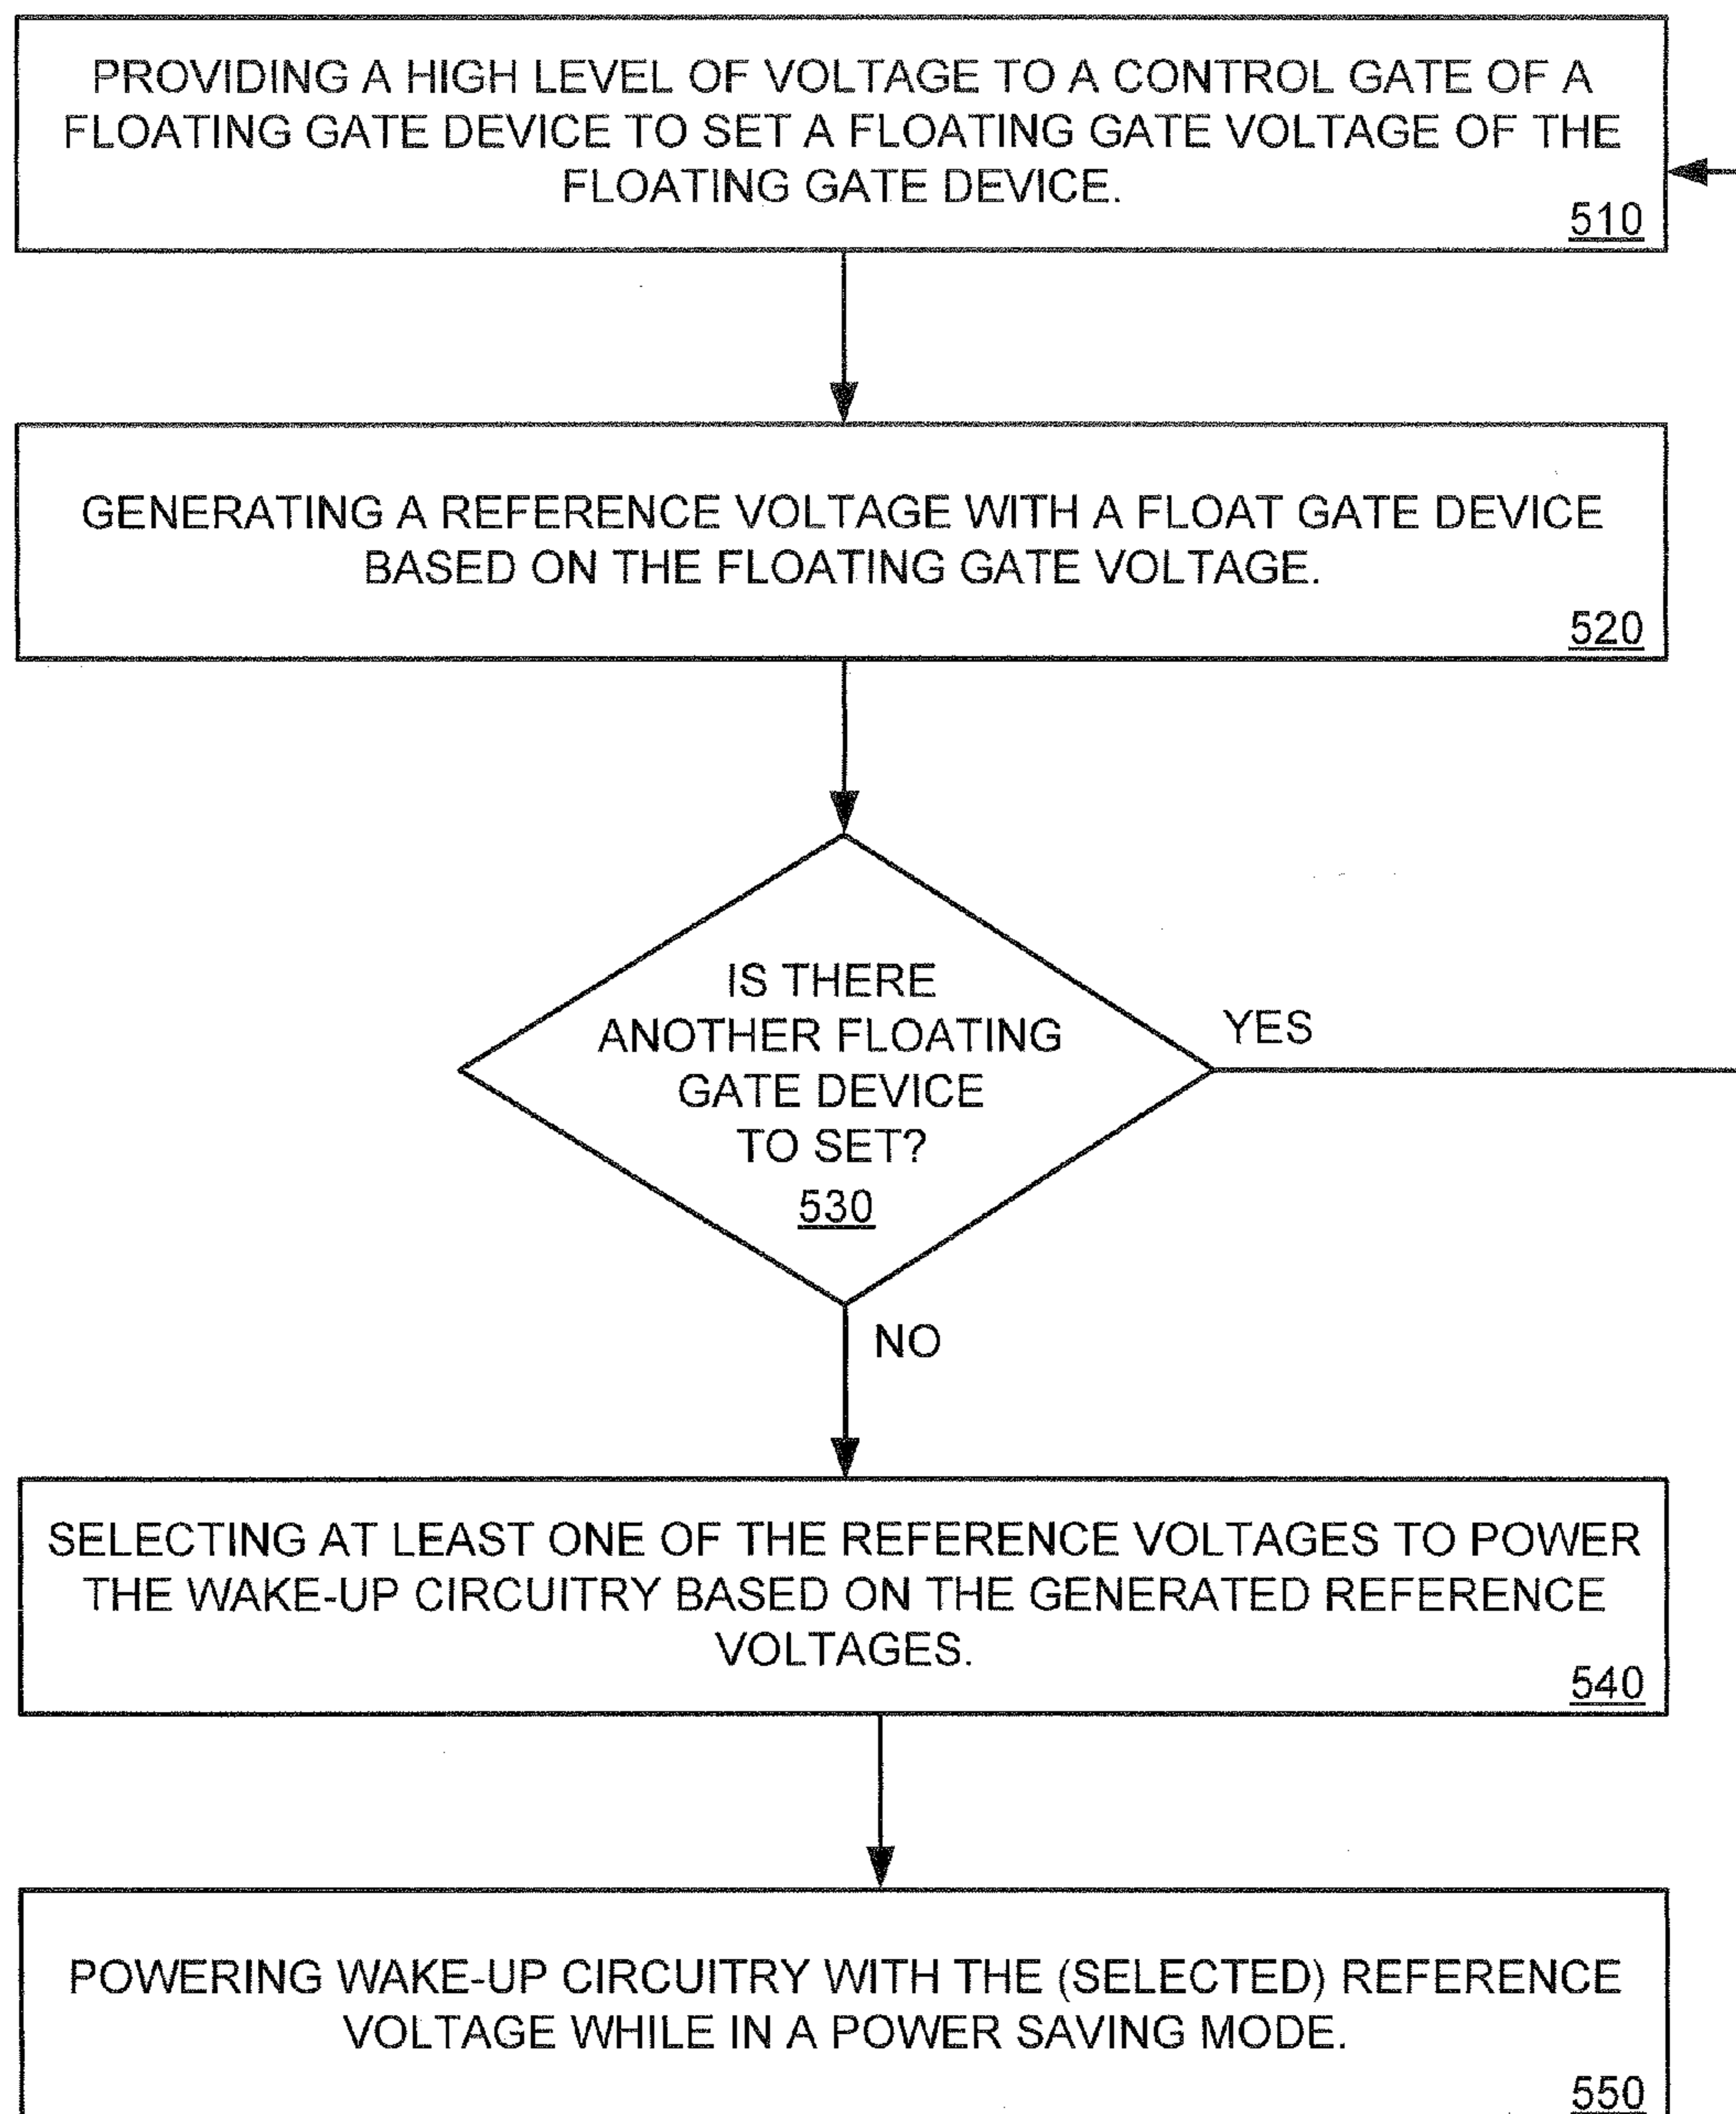 PROVIDING A HIGH LEVEL OF VOLTAGE TO A CONTROL GATE OF A
FLOATING GATE DEVICE TO SET A FLOATING GATE VOLTAGE OF THE
FLOATING GATE DEVICE.
510
GENERATING A REFERENCE VOLTAGE WITH A FLOAT GATE DEVICE
BASED ON THE FLOATING GATE VOLTAGE.
520
IS THERE
ANOTHER FLOATING
GATE DEVICE
TO SET?
530
YES
NO
SELECTING AT LEAST ONE OF THE REFERENCE VOLTAGES TO POWER
THE WAKE-UP CIRCUITRY BASED ON THE GENERATED REFERENCE
VOLTAGES.
540
POWERING WAKE-UP CIRCUITRY WITH THE (SELECTED) REFERENCE
VOLTAGE WHILE IN A POWER SAVING MODE.
550